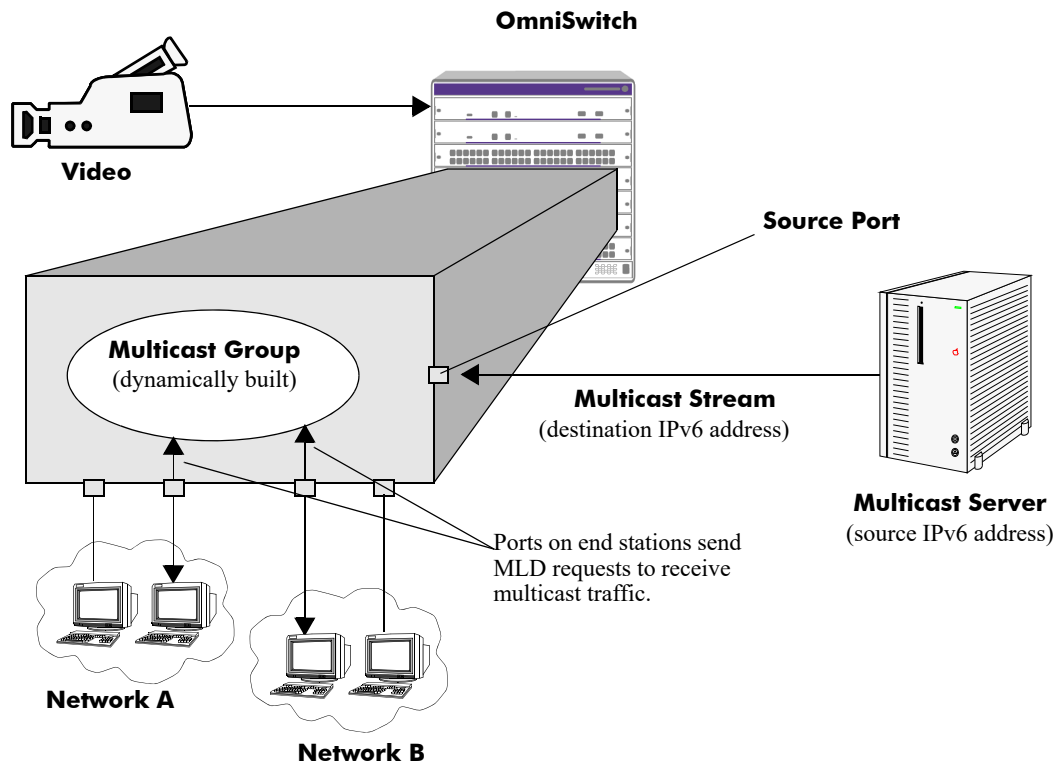 OmniSwitch
Video
Source Port
Multicast Group
(dynamically built)
Multicast Stream
(destination IPv6 address)
Multicast Server
(source IPv6 address)
Ports on end stations send
MLD requests to receive
multicast traffic.
Network A
Network B